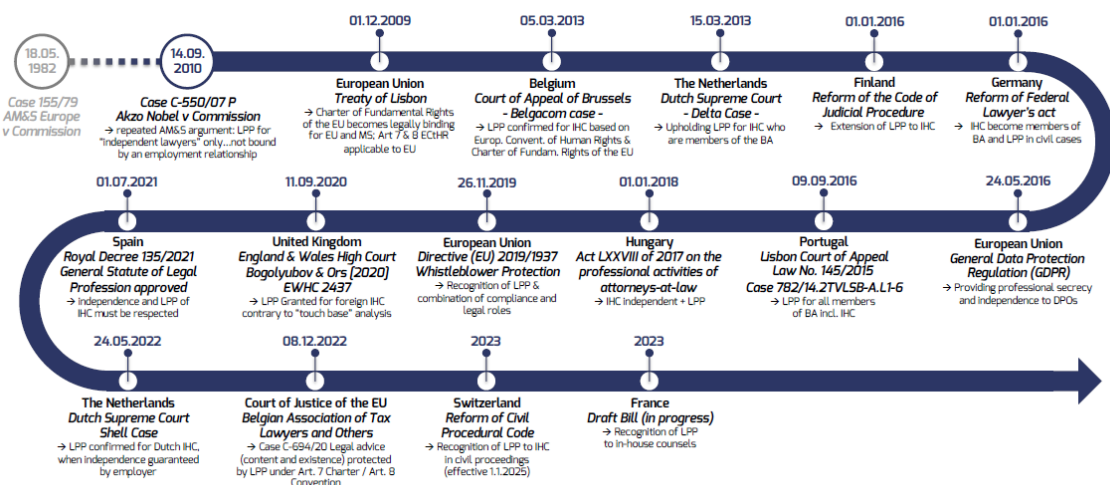 18.05.
1982
Case 155/79
AM&S Europe
v Commission
14.09.
2010
Case C-550/07 P
Akzo Nobel v Commission
→ repeated AM&S argument: LPP for
"independent lawyers" only...not bound
by an employment relationship
01.12.2009
European Union
Treaty of Lisbon
→ Charter of Fundamental Rights
of the EU becomes legally binding
for EU and MS; Art 7 & 8 ECtHR
applicable to EU
05.03.2013
Belgium
Court of Appeal of Brussels
- Belgacom case -
→ LPP confirmed for IHC based on
Europ. Convent. of Human Rights &
Charter of Fundam. Rights of the EU
15.03.2013
The Netherlands
Dutch Supreme Court
- Delta Case -
→ Upholding LPP for IHC who
are members of the BA
01.01.2016
Finland
Reform of the Code of
Judicial Procedure
→ Extension of LPP to IHC
01.01.2016
Germany
Reform of Federal
Lawyer's act
→ IHC become members of
BA and LPP in civil cases
01.07.2021
Spain
Royal Decree 135/2021
General Statute of Legal
Profession approved
→ independence and LPP of
IHC must be respected
11.09.2020
United Kingdom
England & Wales High Court
Bogolyubov & Ors [2020]
EWHC 2437
→ LPP Granted for foreign IHC
contrary to "touch base" analysis
26.11.2019
European Union
Directive (EU) 2019/1937
Whistleblower Protection
→ Recognition of LPP &
combination of compliance and
legal roles
01.01.2018
Hungary
Act LXXVIII of 2017 on the
professional activities of
attorneys-at-law
→ IHC independent + LPP
09.09.2016
Portugal
Lisbon Court of Appeal
Law No. 145/2015
Case 782/14.2TVLSB-A.L1-6
→ LPP for all members
of BA incl. IHC
24.05.2016
European Union
General Data Protection
Regulation (GDPR)
→ Providing professional secrecy
and independence to DPOs
24.05.2022
The Netherlands
Dutch Supreme Court
Shell Case
→ LPP confirmed for Dutch IHC,
when independence guaranteed
by employer
08.12.2022
Court of Justice of the EU
Belgian Association of Tax
Lawyers and Others
→ Case C-694/20 Legal advice
(content and existence) protected
by LPP under Art. 7 Charter / Art. 8
Convention
2023
Switzerland
Reform of Civil
Procedural Code
→ Recognition of LPP to IHC
in civil proceedings
(effective 1.1.2025)
2023
France
Draft Bill (in progress)
→ Recognition of LPP
to in-house counsels